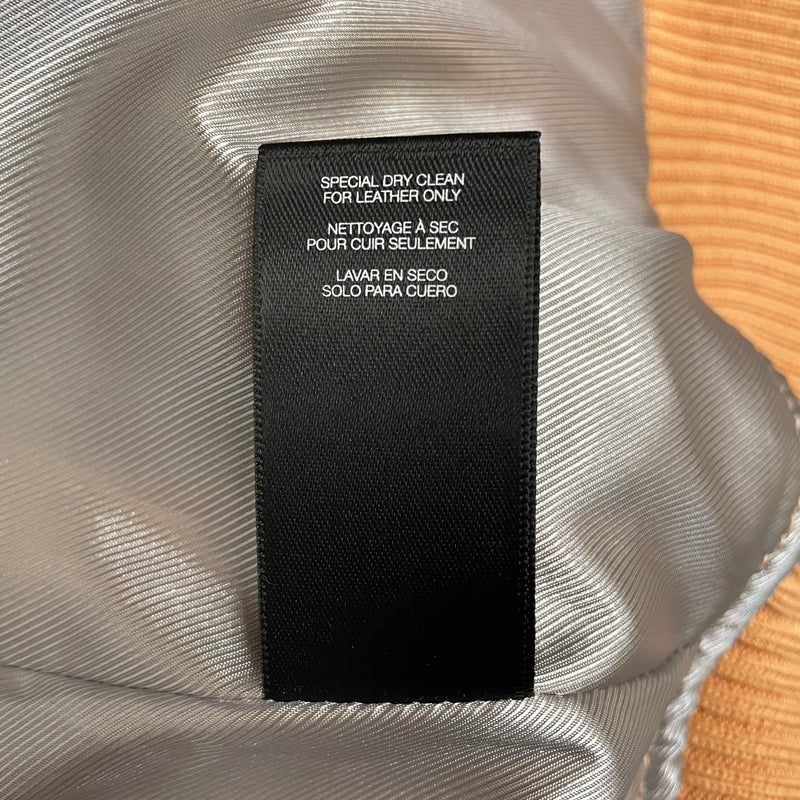 SPECIAL DRY CLEAN
FOR LEATHER ONLY
NETTOYAGE À SEC
POUR CUIR SEULEMENT
LAVAR EN SECO
SOLO PARA CUERO